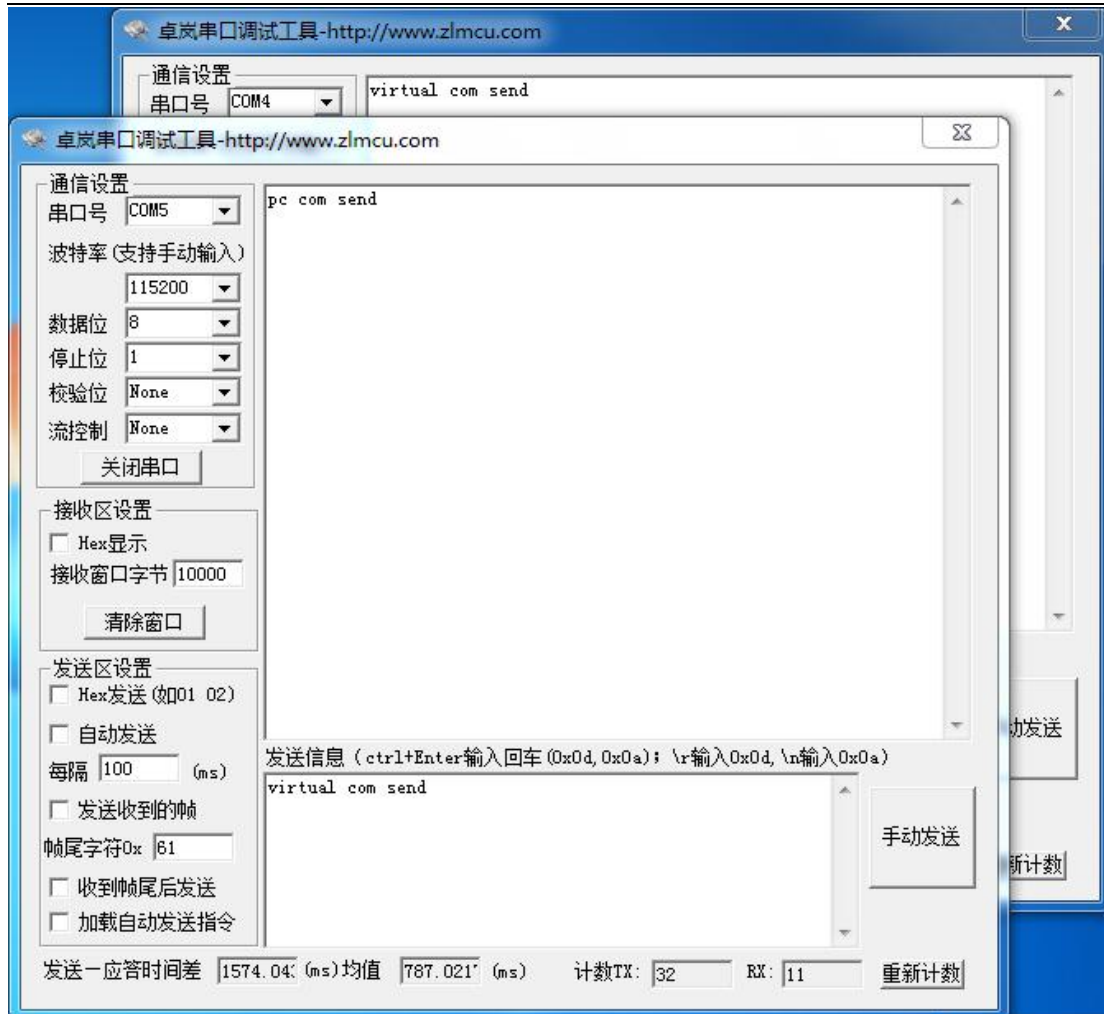 卓岚串口调试工具-http://www.zlmcu.com
通信设置
串口号 COM4
virtual com send
卓岚串口调试工具-http://www.zlmcu.com
通信设置
串口号 COM5
pc com send
波特率(支持手动输入)
115200
数据位 8
停止位 1
校验位 None
流控制 None
关闭串口
接收区设置
Hex显示
接收窗口字节 10000
清除窗口
发送区设置
Hex发送(如01 02)
自动发送
每隔 100 (ms)
发送收到的帧
帧尾字符0x 61
收到帧尾后发送
加载自动发送指令
发送信息(ctrl+Enter输入回车(0x0d,0x0a); \r输入0x0d,\n输入0x0a)
virtual com send
手动发送
动发送
新计数
发送一应答时间差 1574.04 (ms)均值 787.021 (ms) 计数TX: 32 RX: 11 重新计数